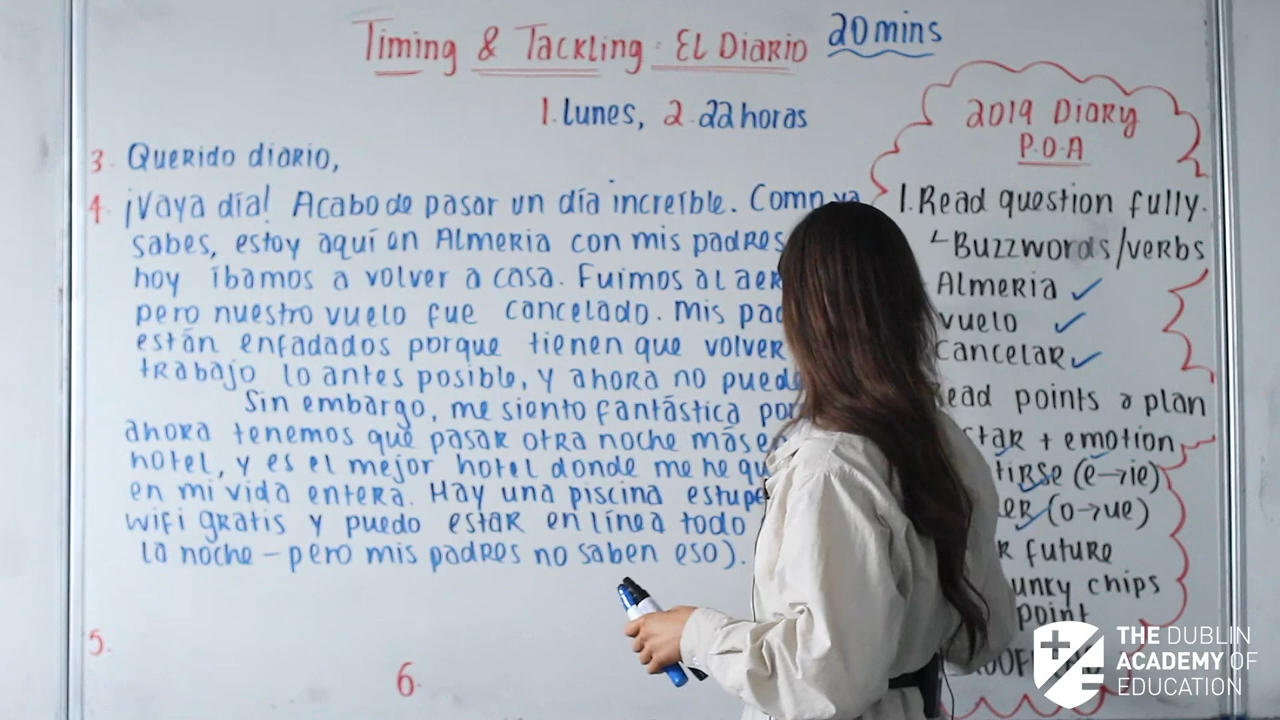 Timing & Tackling: El Diario 20 mins
1. Lunes, 2. 22 horas
3. Querido diario,
4. ¡Vaya día! Acabo de pasar un día increíble. Como ya
sabes, estoy aquí en Almeria con mis padres
hoy íbamos a volver a casa. Fuimos al
pero nuestro vuelo fue cancelado. Mis
están enfadados porque tienen que volver
trabajo lo antes posible, y ahora no
Sin embargo, me siento fantástica
ahora tenemos que pasar otra noche más
hotel, y es el mejor hotel donde me he
en mi vida entera. Hay una piscina
wifi gratis y puedo estar en línea todo
la noche – pero mis padres no saben eso).
5.
6.
2019 Diary
P.O.A
1. Read question fully.
Buzzwords/verbs
Almeria ✓
vuelo ✓
cancelar ✓
points & plan
+ emotion
(e→ie)
(o→ue)
future
chips
point
THE DUBLIN
ACADEMY OF
EDUCATION